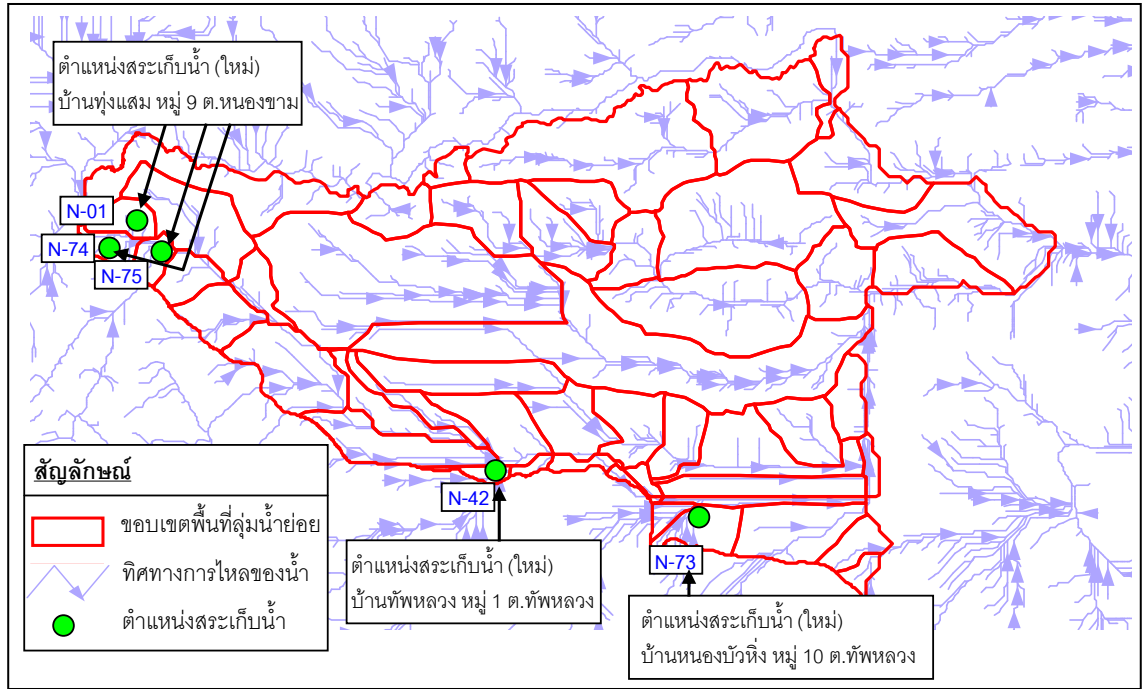 ตำแหน่งสระเก็บน้ำ (ใหม่)
บ้านทุ่งแสม หมู่ 9 ต.หนองขาม
N-01
N-74
N-75
สัญลักษณ์
ขอบเขตพื้นที่ลุ่มน้ำย่อย
ทิศทางการไหลของน้ำ
ตำแหน่งสระเก็บน้ำ
N-42
ตำแหน่งสระเก็บน้ำ (ใหม่)
บ้านทัพหลวง หมู่ 1 ต.ทัพหลวง
N-73
ตำแหน่งสระเก็บน้ำ (ใหม่)
บ้านหนองบัวหิ่ง หมู่ 10 ต.ทัพหลวง